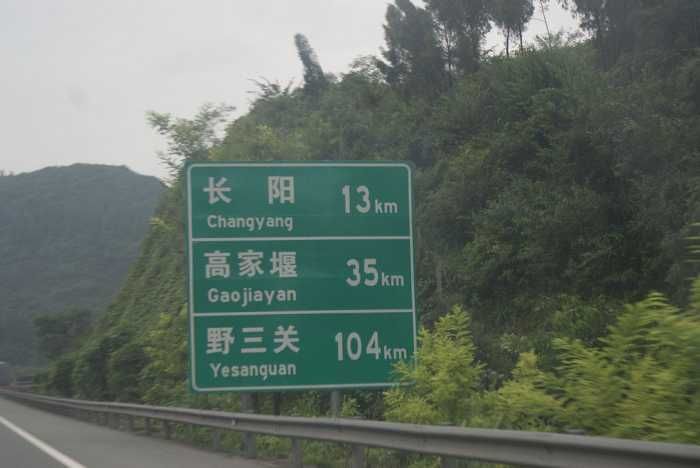 长 阳 13km
Changyang
高家堰 35km
Gaojiayan
野三关 104km
Yesanguan